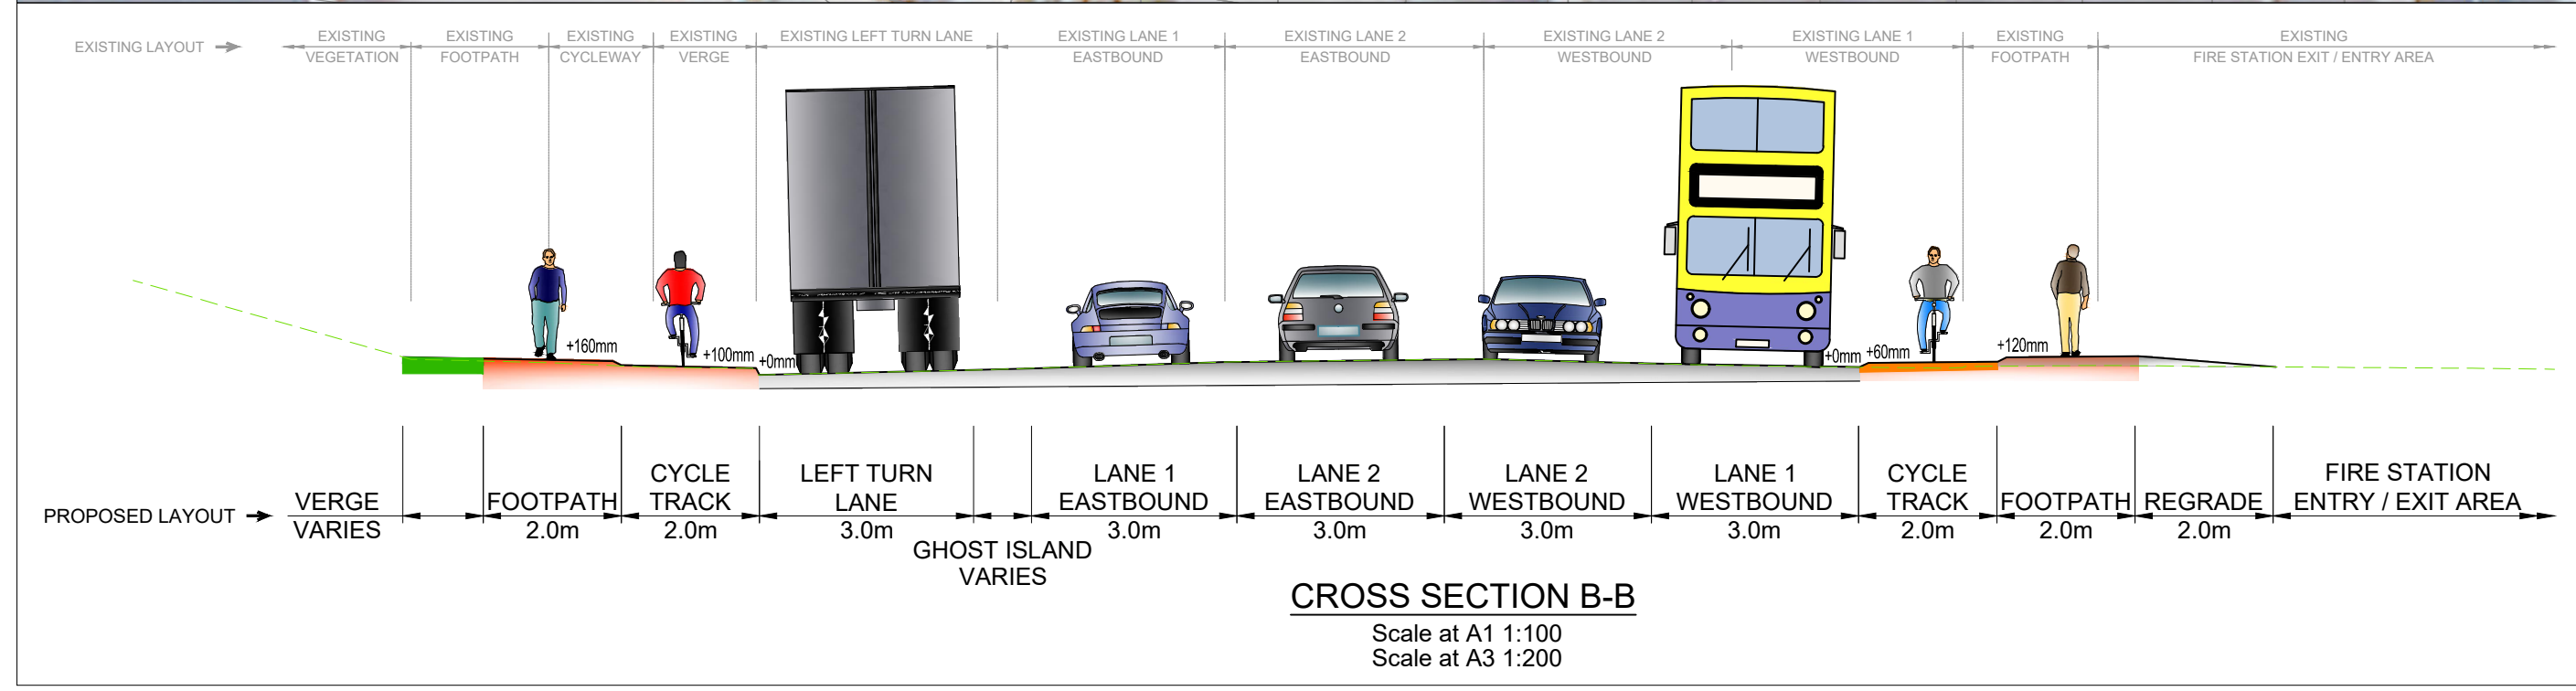 EXISTING LAYOUT
EXISTING
VEGETATION
EXISTING
FOOTPATH
EXISTING
CYCLEWAY
EXISTING
VERGE
EXISTING LEFT TURN LANE
EXISTING LANE 1
EASTBOUND
EXISTING LANE 2
EASTBOUND
EXISTING LANE 2
WESTBOUND
EXISTING LANE 1
WESTBOUND
EXISTING
FOOTPATH
EXISTING
FIRE STATION EXIT / ENTRY AREA
+160mm
+100mm
+0mm
+0mm
+60mm
+120mm
PROPOSED LAYOUT
VERGE
VARIES
FOOTPATH
2.0m
CYCLE
TRACK
2.0m
LEFT TURN
LANE
3.0m
GHOST ISLAND
VARIES
LANE 1
EASTBOUND
3.0m
LANE 2
EASTBOUND
3.0m
LANE 2
WESTBOUND
3.0m
LANE 1
WESTBOUND
3.0m
CYCLE
TRACK
2.0m
FOOTPATH
2.0m
REGRADE
2.0m
FIRE STATION
ENTRY / EXIT AREA
CROSS SECTION B-B
Scale at A1 1:100
Scale at A3 1:200